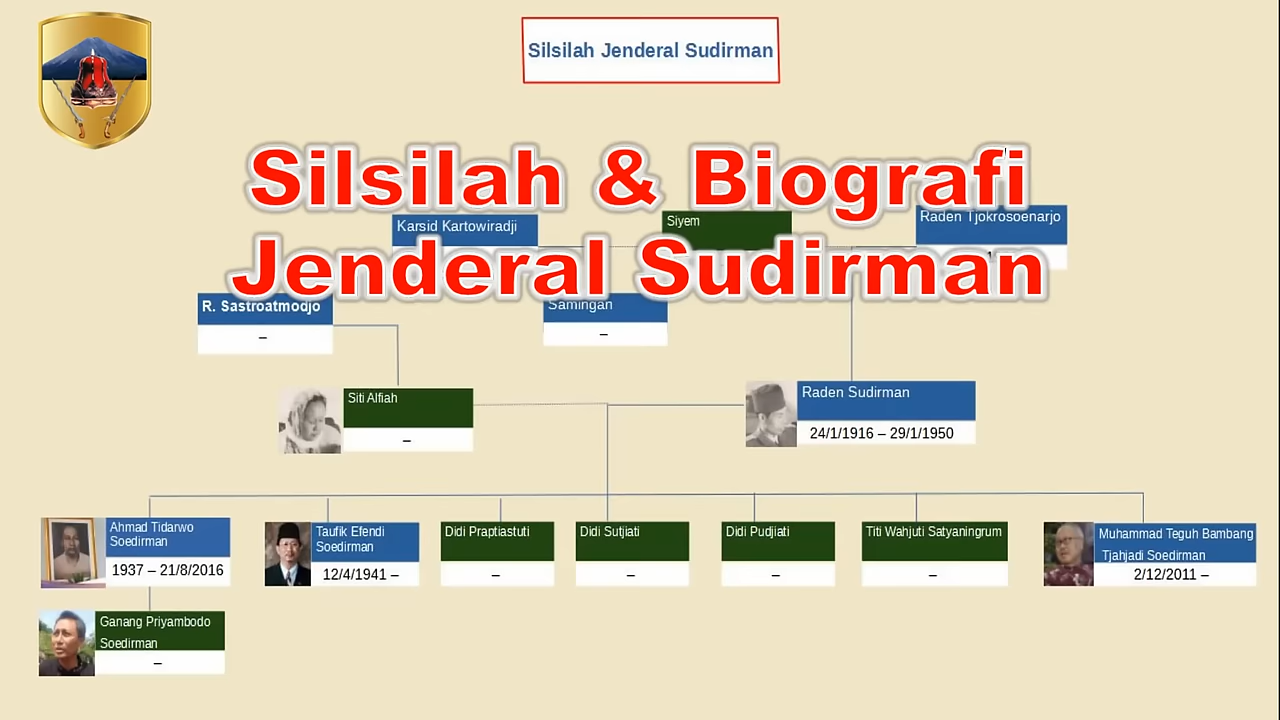 Silsilah Jenderal Sudirman
Silsilah & Biografi
Jenderal Sudirman
Karsid Kartowiradji
Siyem
Raden Tjokrosoenarjo
R. Sastroatmodjo
–
Samingan
–
Siti Alfiah
–
Raden Sudirman
24/1/1916 – 29/1/1950
Ahmad Tidarwo
Soedirman
1937 – 21/8/2016
Taufik Efendi
Soedirman
12/4/1941 –
Didi Praptiastuti
–
Didi Sutjiati
–
Didi Pudjiati
–
Titi Wahjuti Satyaningrum
–
Muhammad Teguh Bambang
Tjahjadi Soedirman
2/12/2011 –
Ganang Priyambodo
Soedirman
–